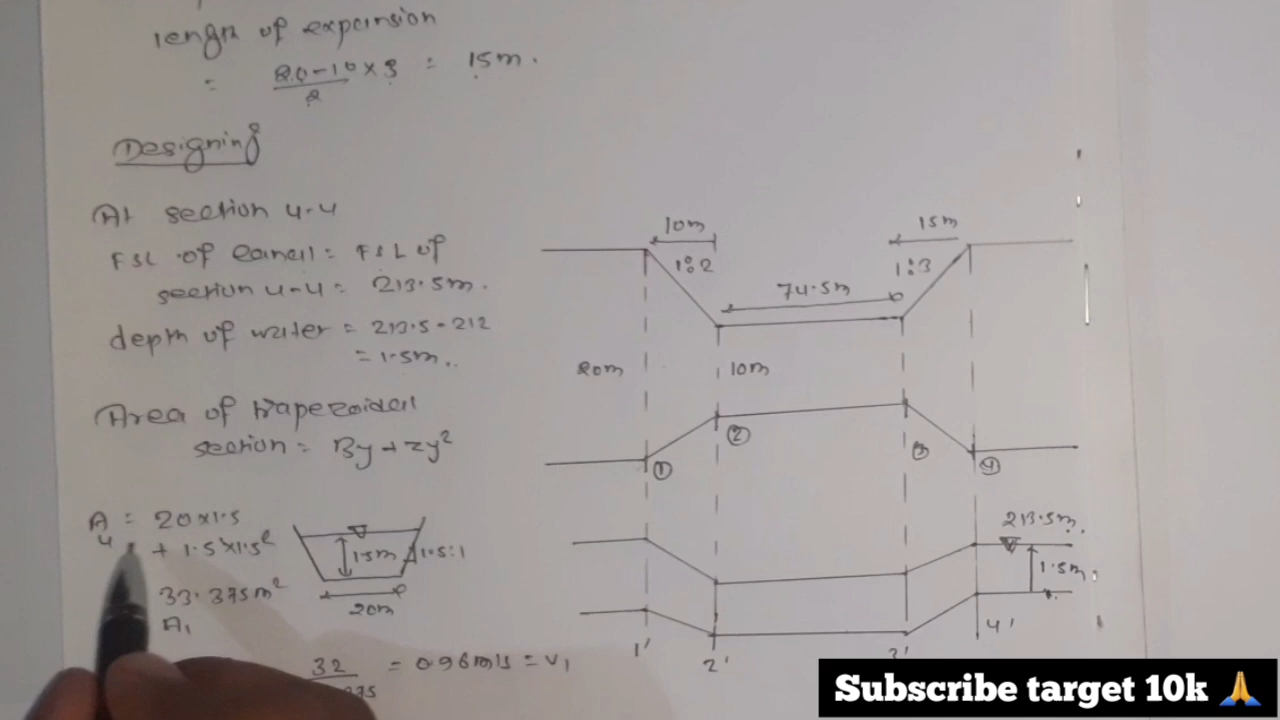 length of expansion
= 20-10 × 3 = 15m.
2
Designing
At section 4-4
FSL of canal = FSL of
section 4-4 = 213.5m.
depth of water = 213.5-212
= 1.5m.
Area of trapezoidal
section = By + zy²
A4 = 20×1.5
+ 1.5×1.5²
33.375m²
A1
32 = 0.96m/s = V1
1.5m
1.5:1
20m
10m
15m
1:2
1:3
74.5m
20m
10m
①
②
③
④
213.5m.
1.5m.
1'
2'
3'
4'
Subscribe target 10k 🙏